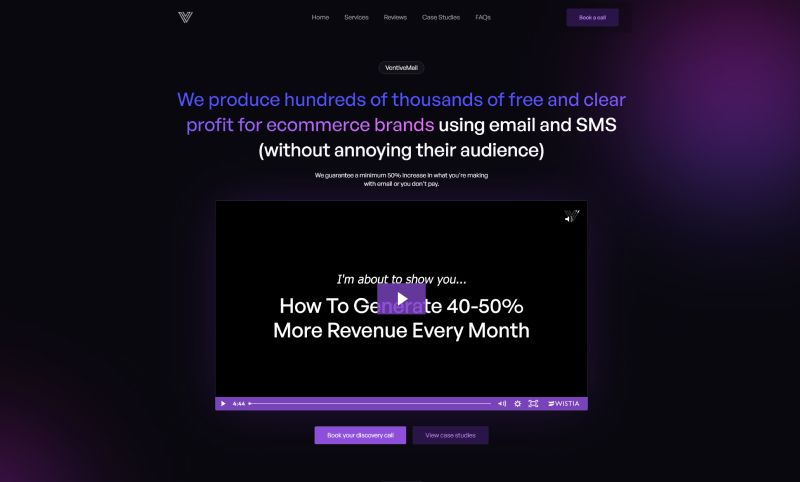 Home Services Reviews Case Studies FAQs Book a call
VentiveMail
We produce hundreds of thousands of free and clear
profit for ecommerce brands using email and SMS
(without annoying their audience)
We guarantee a minimum 50% increase in what you're making
with email or you don't pay.
I'm about to show you...
How To Generate 40-50%
More Revenue Every Month
4:44 WISTIA
Book your discovery call View case studies